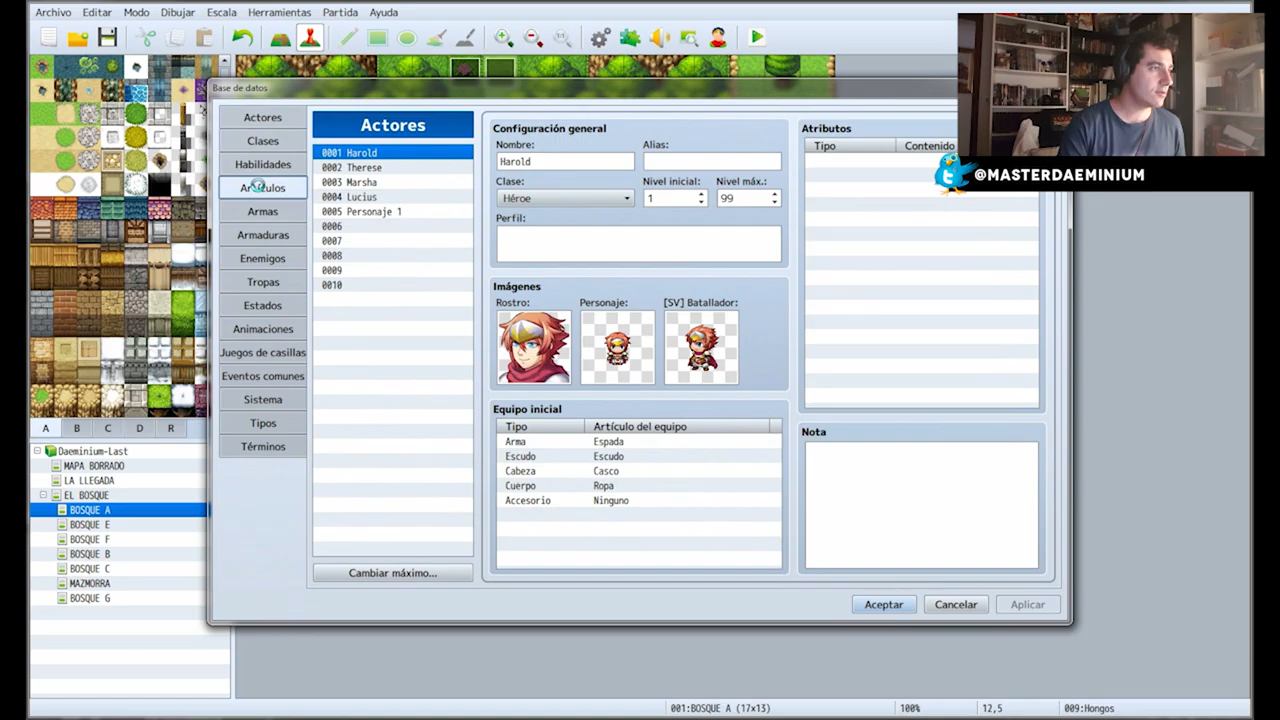 Archivo Editar Modo Dibujar Escala Herramientas Partida Ayuda
1:1
Base de datos
Actores
Clases
Habilidades
Artículos
Armas
Armaduras
Enemigos
Tropas
Estados
Animaciones
Juegos de casillas
Eventos comunes
Sistema
Tipos
Términos
Actores
0001 Harold
0002 Therese
0003 Marsha
0004 Lucius
0005 Personaje 1
0006
0007
0008
0009
0010
Cambiar máximo...
Configuración general
Nombre: Alias:
Harold
Clase: Nivel inicial: Nivel máx.:
Héroe 1 99
Perfil:
Imágenes
Rostro: Personaje: [SV] Batallador:
Equipo inicial
Tipo Artículo del equipo
Arma Espada
Escudo Escudo
Cabeza Casco
Cuerpo Ropa
Accesorio Ninguno
Atributos
Tipo Contenido
Nota
Aceptar Cancelar Aplicar
@MASTERDAEMINIUM
A B C D R
Daeminium-Last
MAPA BORRADO
LA LLEGADA
EL BOSQUE
BOSQUE A
BOSQUE E
BOSQUE F
BOSQUE B
BOSQUE C
MAZMORRA
BOSQUE G
001:BOSQUE A (17x13) 100% 12,5 009:Hongos